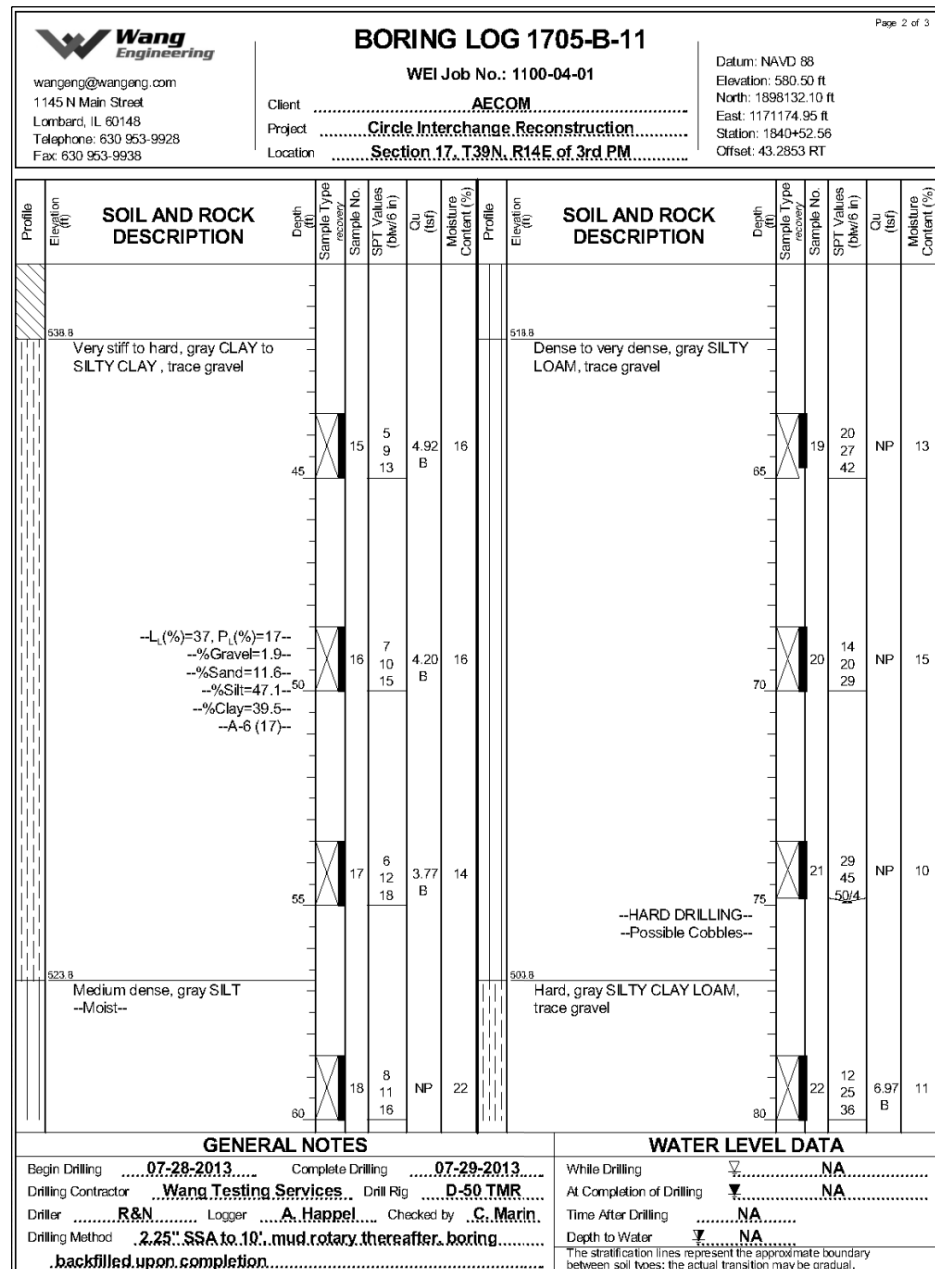 Page 2 of 3
Wang
Engineering
wangeng@wangeng.com
1145 N Main Street
Lombard, IL 60148
Telephone: 630 953-9928
Fax: 630 953-9938
BORING LOG 1705-B-11
WEI Job No.: 1100-04-01
Client AECOM
Project Circle Interchange Reconstruction
Location Section 17, T39N, R14E of 3rd PM
Datum: NAVD 88
Elevation: 580.50 ft
North: 1898132.10 ft
East: 1171174.95 ft
Station: 1840+52.56
Offset: 43.2853 RT
Profile
Elevation (ft)
SOIL AND ROCK
DESCRIPTION
Depth (ft)
Sample Type
recovery
Sample No.
SPT Values (blw/6 in)
Qu (tsf)
Moisture Content (%)
538.8
Very stiff to hard, gray CLAY to
SILTY CLAY , trace gravel
45
15
5
9
13
4.92
B
16
--LL(%)=37, PL(%)=17--
--%Gravel=1.9--
--%Sand=11.6--
--%Silt=47.1--
--%Clay=39.5--
--A-6 (17)--
50
16
7
10
15
4.20
B
16
55
17
6
12
18
3.77
B
14
523.8
Medium dense, gray SILT
--Moist--
60
18
8
11
16
NP
22
Profile
Elevation (ft)
SOIL AND ROCK
DESCRIPTION
Depth (ft)
Sample Type
recovery
Sample No.
SPT Values (blw/6 in)
Qu (tsf)
Moisture Content (%)
518.8
Dense to very dense, gray SILTY
LOAM, trace gravel
65
19
20
27
42
NP
13
70
20
14
20
29
NP
15
75
21
29
45
50/4
NP
10
--HARD DRILLING--
--Possible Cobbles--
503.8
Hard, gray SILTY CLAY LOAM,
trace gravel
80
22
12
25
36
6.97
B
11
GENERAL NOTES
Begin Drilling 07-28-2013 Complete Drilling 07-29-2013
Drilling Contractor Wang Testing Services Drill Rig D-50 TMR
Driller R&N Logger A. Happel Checked by C. Marin
Drilling Method 2.25" SSA to 10', mud rotary thereafter, boring
backfilled upon completion
WATER LEVEL DATA
While Drilling NA
At Completion of Drilling NA
Time After Drilling NA
Depth to Water NA
The stratification lines represent the approximate boundary
between soil types; the actual transition may be gradual.